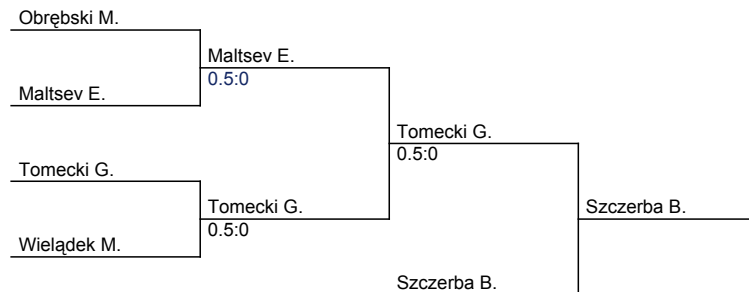 Obrębski M.
Maltsev E.
0.5:0
Maltsev E.
Tomecki G.
0.5:0
Tomecki G.
Tomecki G.
Szczerba B.
0.5:0
Wielądek M.
Szczerba B.